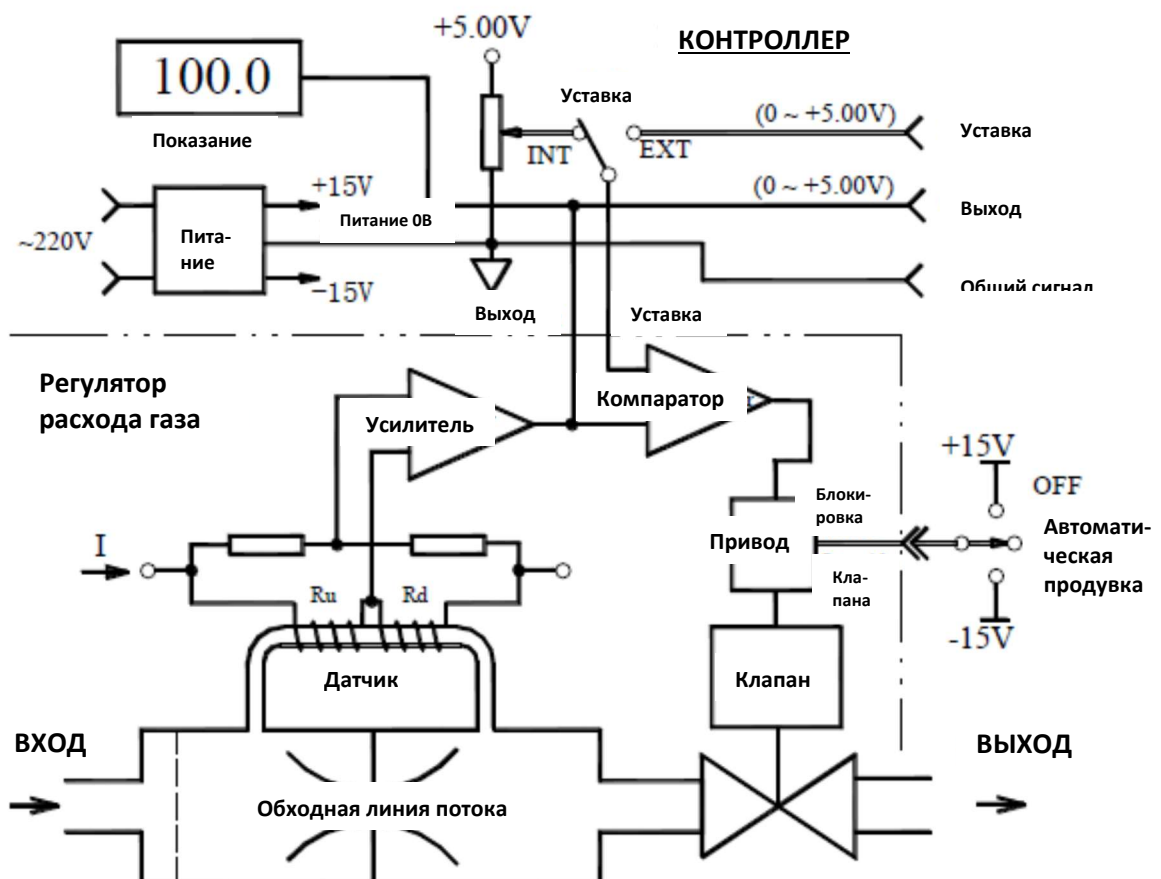 +5.00V
КОНТРОЛЛЕР
100.0
Показание
Уставка
INT
EXT
(0 ~ +5.00V)
Уставка
~220V
Пита-
ние
+15V
Питание 0В
-15V
(0 ~ +5.00V)
Выход
Общий сигнал
Выход
Уставка
Регулятор
расхода газа
Усилитель
Компаратор
I
Ru
Rd
Датчик
Привод
Блоки-
ровка
Кла-
пана
+15V
OFF
Автомати-
ческая
продувка
-15V
Клапан
ВХОД
ВЫХОД
Обходная линия потока